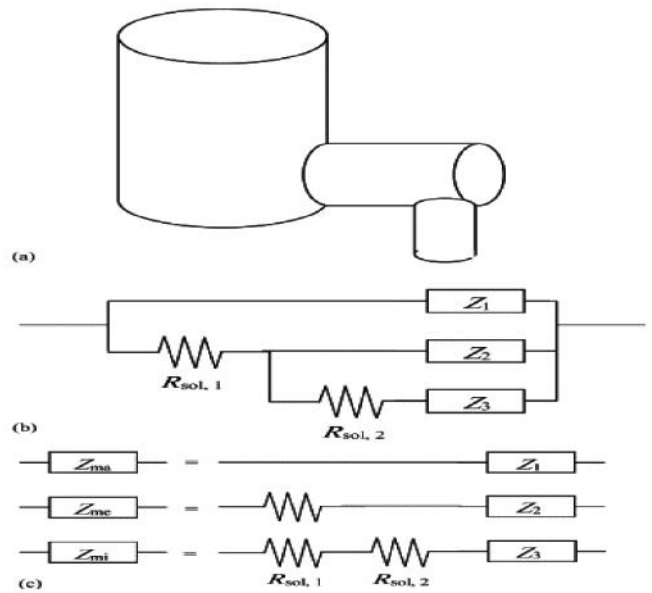 (a)
Z1
Rsol, 1
Z2
Rsol, 2
Z3
(b)
Zma = Z1
Zme = Z2
Zmi = Z3
Rsol, 1 Rsol, 2
(c)